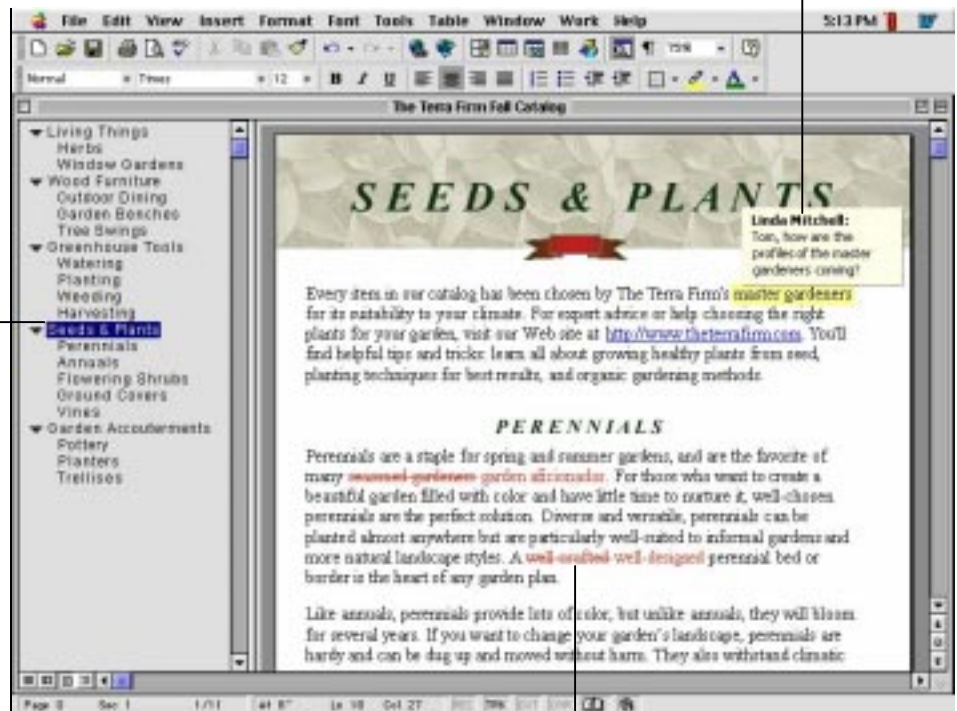 File Edit View Insert Format Font Tools Table Window Work Help 5:13 PM
75%
Normal Times 12 B I U A
The Terra Firm Fall Catalog
Living Things
Herbs
Window Gardens
Wood Furniture
Outdoor Dining
Garden Benches
Tree Swings
Greenhouse Tools
Watering
Planting
Weeding
Harvesting
Seeds & Plants
Perennials
Annuals
Flowering Shrubs
Ground Covers
Vines
Garden Accouterments
Pottery
Planters
Trellises
SEEDS & PLANTS
Linda Mitchell:
Tom, how are the
profiles of the master
gardeners coming?
Every item in our catalog has been chosen by The Terra Firm's master gardeners
for its suitability to your climate. For expert advice or help choosing the right
plants for your garden, visit our Web site at http://www.theterrafirm.com. You'll
find helpful tips and tricks: learn all about growing healthy plants from seed,
planting techniques for best results, and organic gardening methods.
PERENNIALS
Perennials are a staple for spring and summer gardens, and are the favorite of
many seasoned gardeners garden aficionados. For those who want to create a
beautiful garden filled with color and have little time to nurture it, well-chosen
perennials are the perfect solution. Diverse and versatile, perennials can be
planted almost anywhere but are particularly well-suited to informal gardens and
more natural landscape styles. A well-crafted well-designed perennial bed or
border is the heart of any garden plan.
Like annuals, perennials provide lots of color, but unlike annuals, they will bloom
for several years. If you want to change your garden's landscape, perennials are
hardy and can be dug up and moved without harm. They also withstand climatic
Page 8 Sec 1 1/11 At 8" Ln 18 Col 27